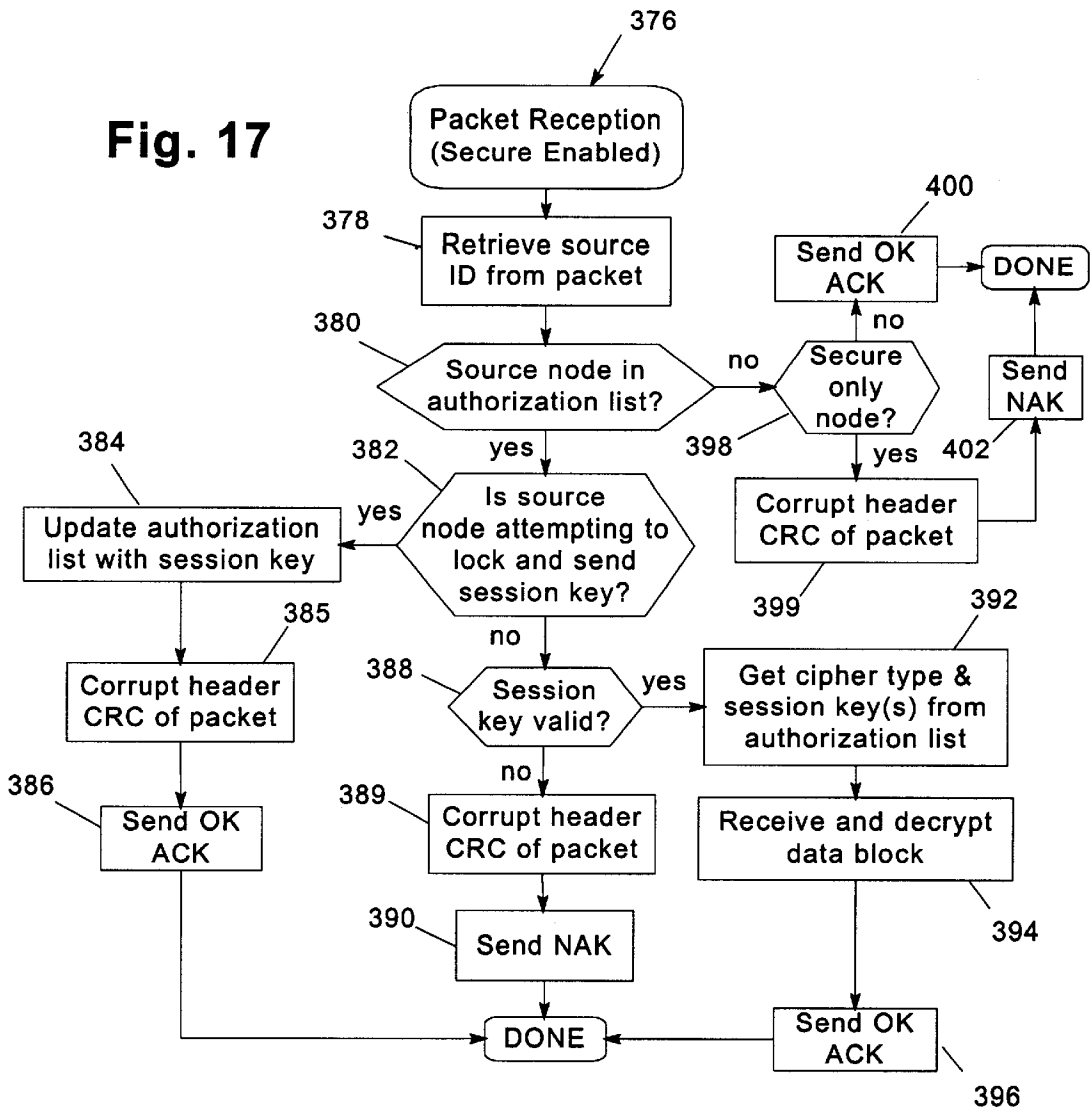 376
Fig. 17
Packet Reception
(Secure Enabled)
378
Retrieve source
ID from packet
400
Send OK
ACK
DONE
380
Source node in
authorization list?
no
no
Secure
only
node?
398
Send
NAK
402
yes
yes
384
382
Is source
node attempting to
lock and send
session key?
yes
Update authorization
list with session key
Corrupt header
CRC of packet
399
392
385
no
388
Session
key valid?
yes
Get cipher type &
session key(s) from
authorization list
Corrupt header
CRC of packet
no
386
389
Send OK
ACK
Corrupt header
CRC of packet
Receive and decrypt
data block
390
Send NAK
394
DONE
Send OK
ACK
396